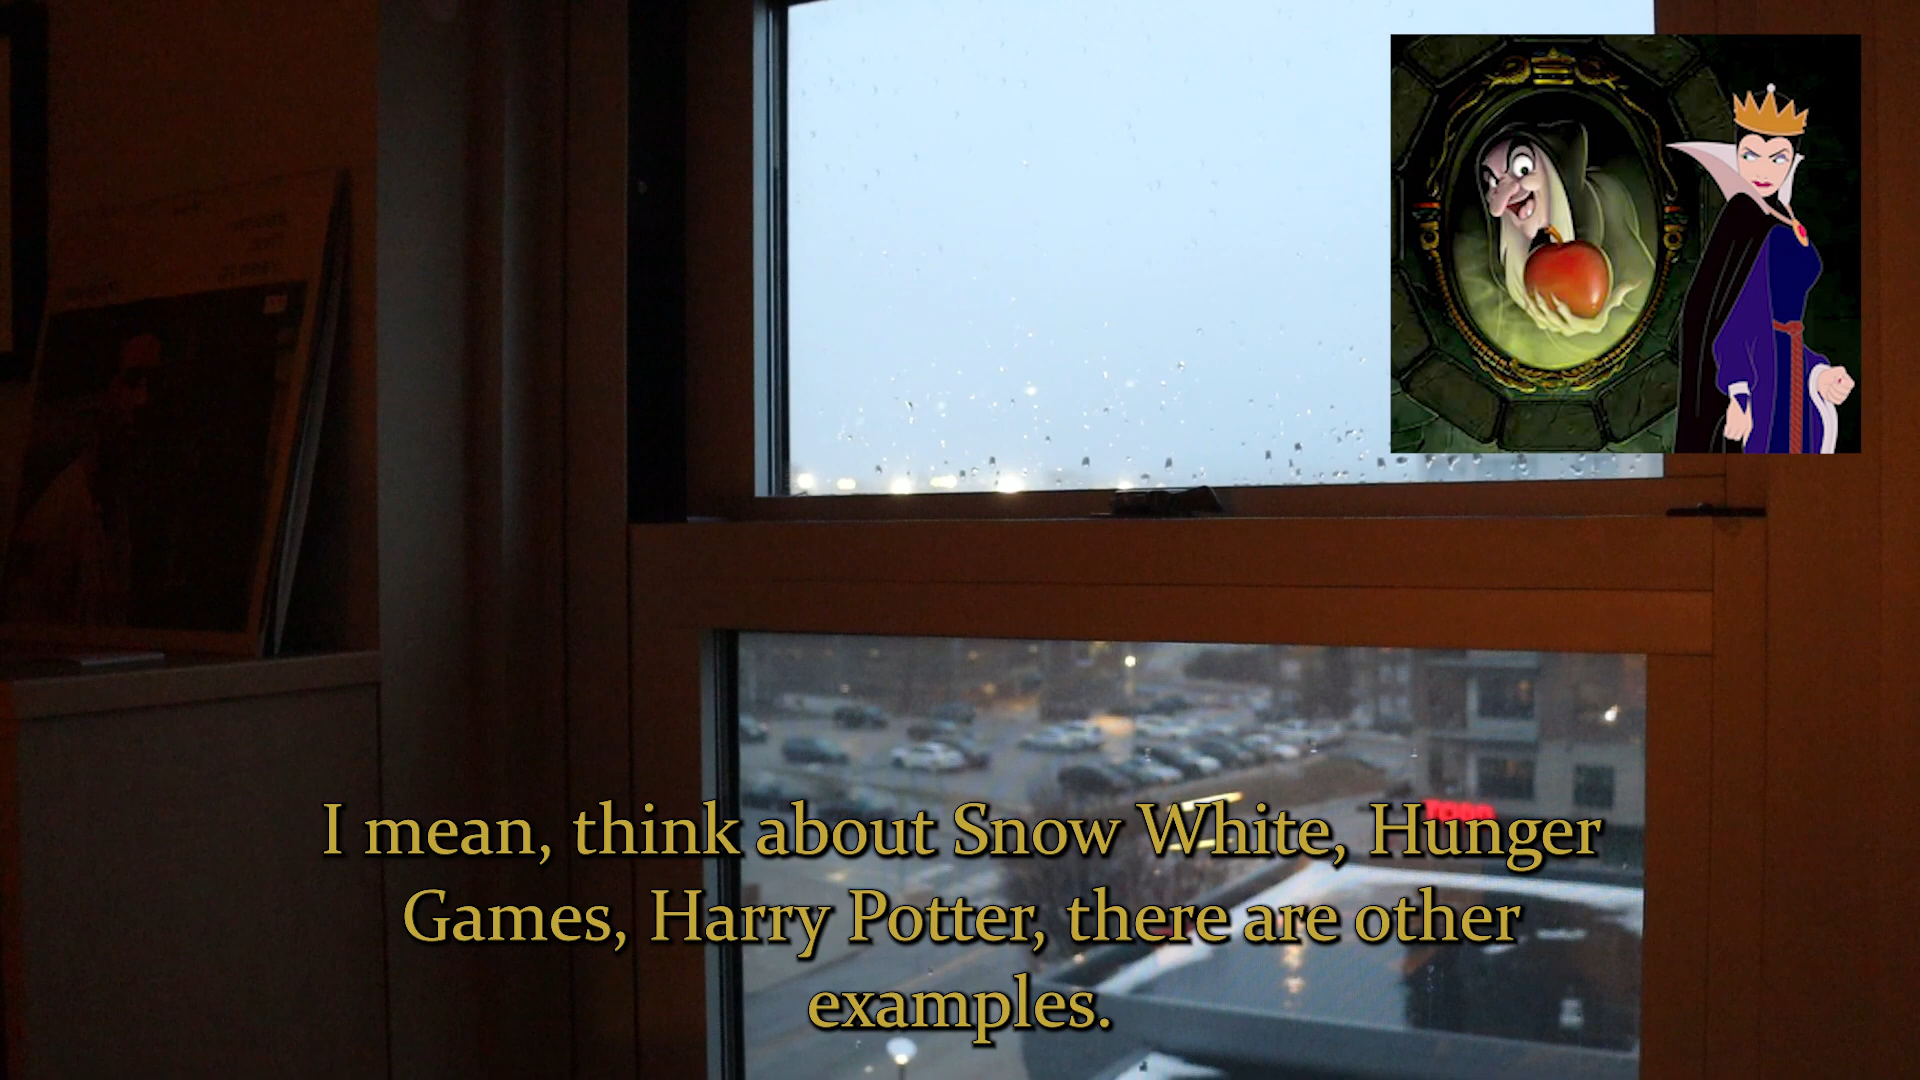 I mean, think about Snow White, Hunger
Games, Harry Potter, there are other
examples.